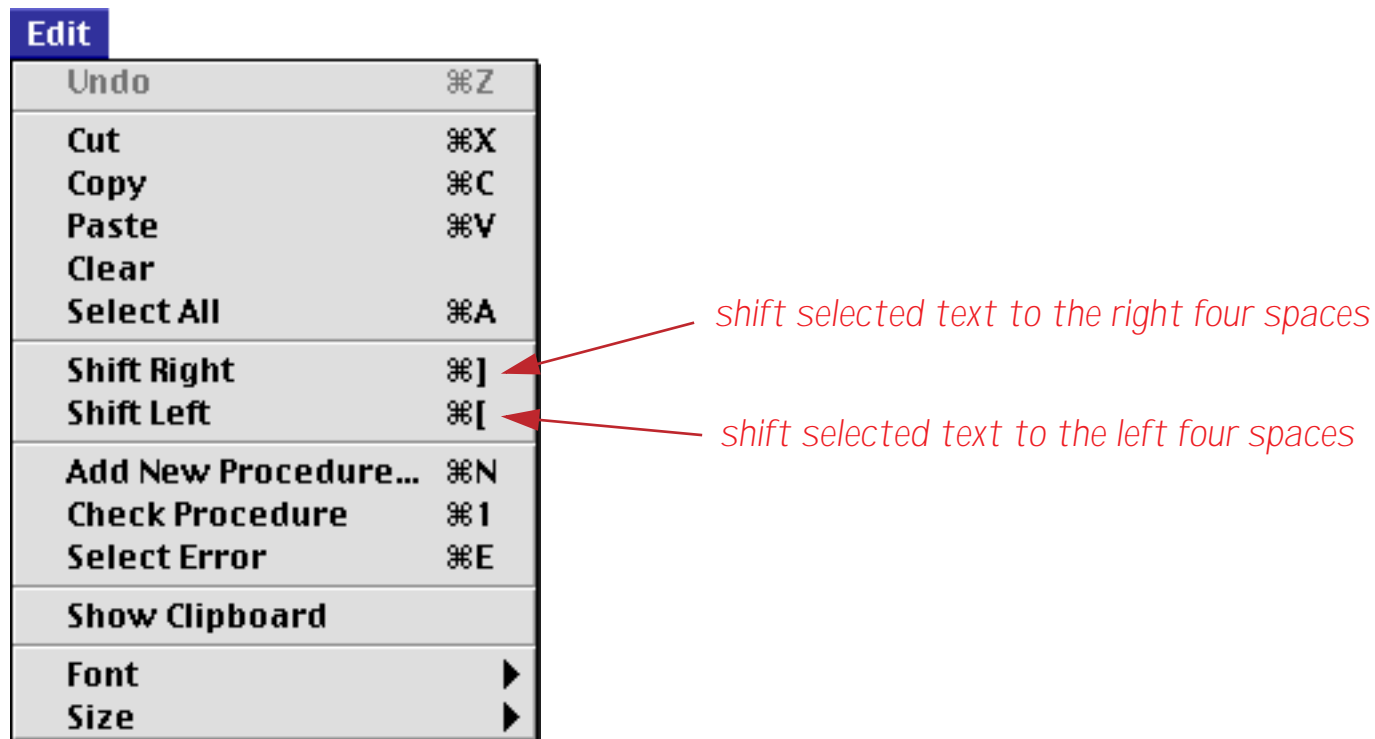 Edit
Undo ⌘Z
Cut ⌘X
Copy ⌘C
Paste ⌘V
Clear
Select All ⌘A
shift selected text to the right four spaces
Shift Right ⌘]
Shift Left ⌘[
shift selected text to the left four spaces
Add New Procedure... ⌘N
Check Procedure ⌘1
Select Error ⌘E
Show Clipboard
Font
Size